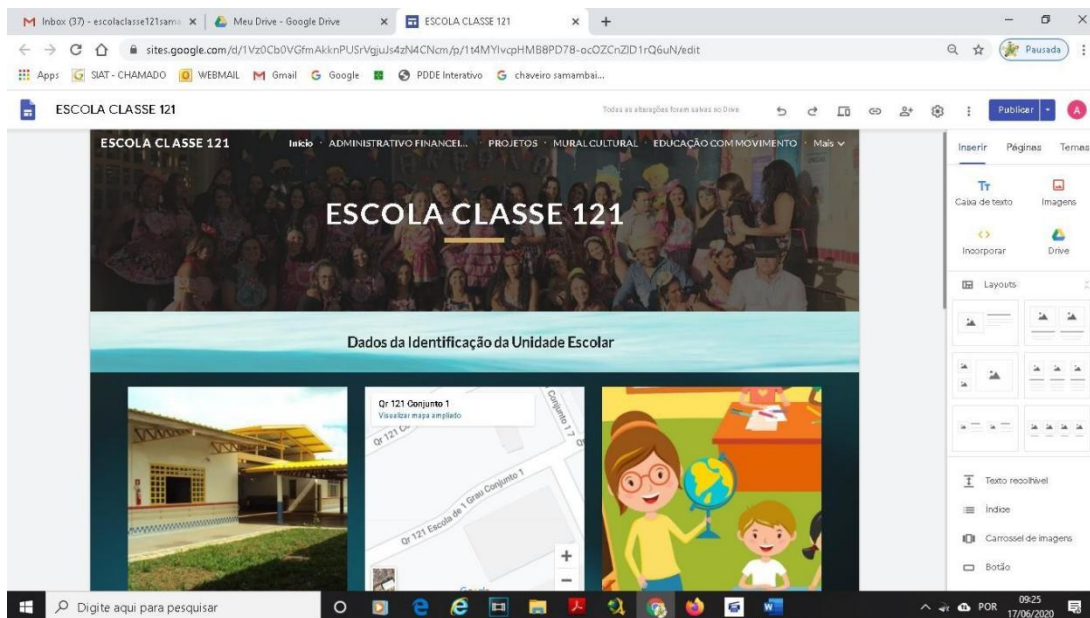 Inbox (37) - escolaclasse121sama
Meu Drive - Google Drive
ESCOLA CLASSE 121
sites.google.com/d/1Vz0Cb0VGfmAkknPUSrVgjuJs4zN4CNcm/p/1t4MYIvcpHMB8PD78-ocOZCnZID1rQ6uN/edit
Pausada
Apps
SIAT - CHAMADO
WEBMAIL
Gmail
Google
PDDE Interativo
chaveiro samambai...
ESCOLA CLASSE 121
Todas as alterações foram salvas no Drive
Publicar
A
ESCOLA CLASSE 121
Início
ADMINISTRATIVO FINANCEI...
PROJETOS
MURAL CULTURAL
EDUCAÇÃO COM MOVIMENTO
Mais
ESCOLA CLASSE 121
Dados da Identificação da Unidade Escolar
Qr 121 Conjunto 1
Visualizar mapa ampliado
Conjunto 1
Qr 121 Escola de 1 Grau Conjunto 1
Inserir
Páginas
Temas
Caixa de texto
Imagens
Incorporar
Drive
Layouts
Texto recolhível
Índice
Carrossel de imagens
Botão
Digite aqui para pesquisar
POR
09:25
17/06/2020